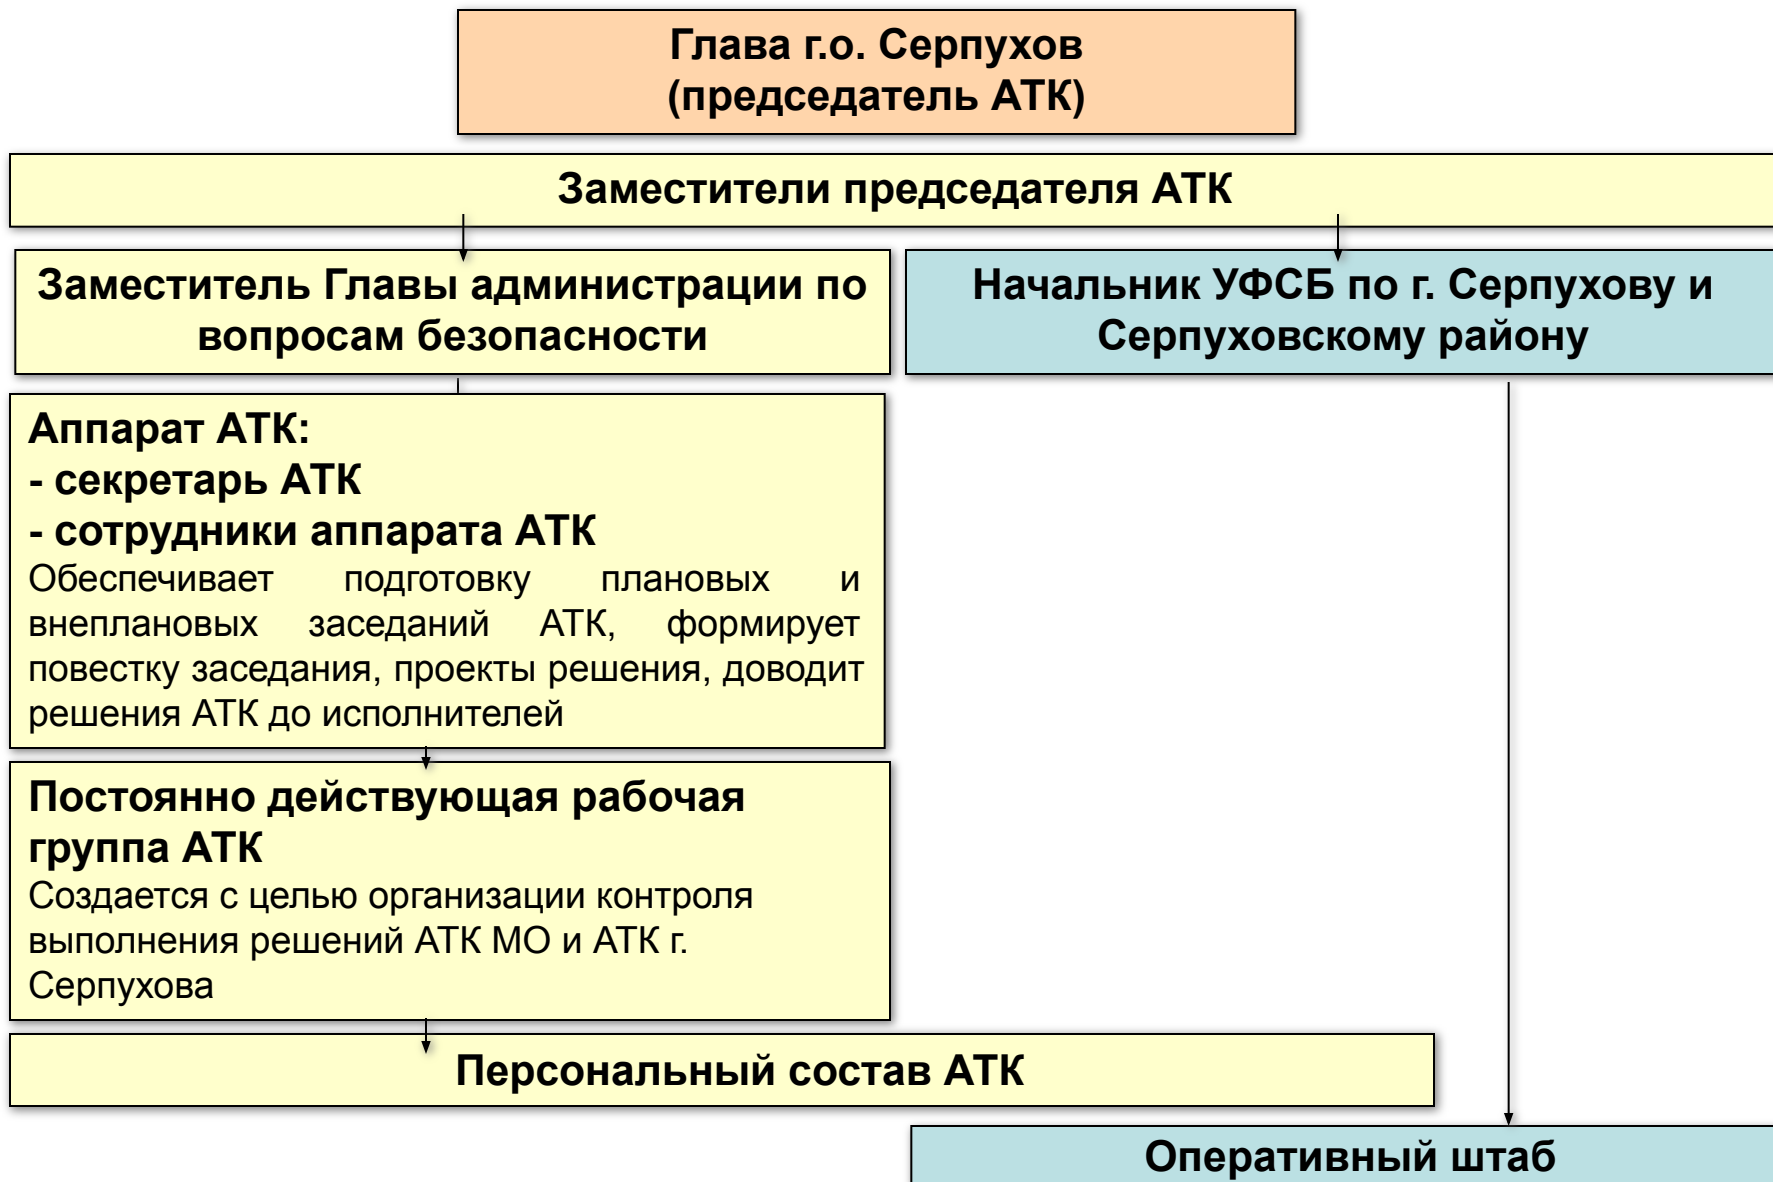 Глава г.о. Серпухов
(председатель АТК)
Заместители председателя АТК
Заместитель Главы администрации по
вопросам безопасности
Начальник УФСБ по г. Серпухову и
Серпуховскому району
Аппарат АТК:
- секретарь АТК
- сотрудники аппарата АТК
Обеспечивает подготовку плановых и
внеплановых заседаний АТК, формирует
повестку заседания, проекты решения, доводит
решения АТК до исполнителей
Постоянно действующая рабочая
группа АТК
Создается с целью организации контроля
выполнения решений АТК МО и АТК г.
Серпухова
Персональный состав АТК
Оперативный штаб